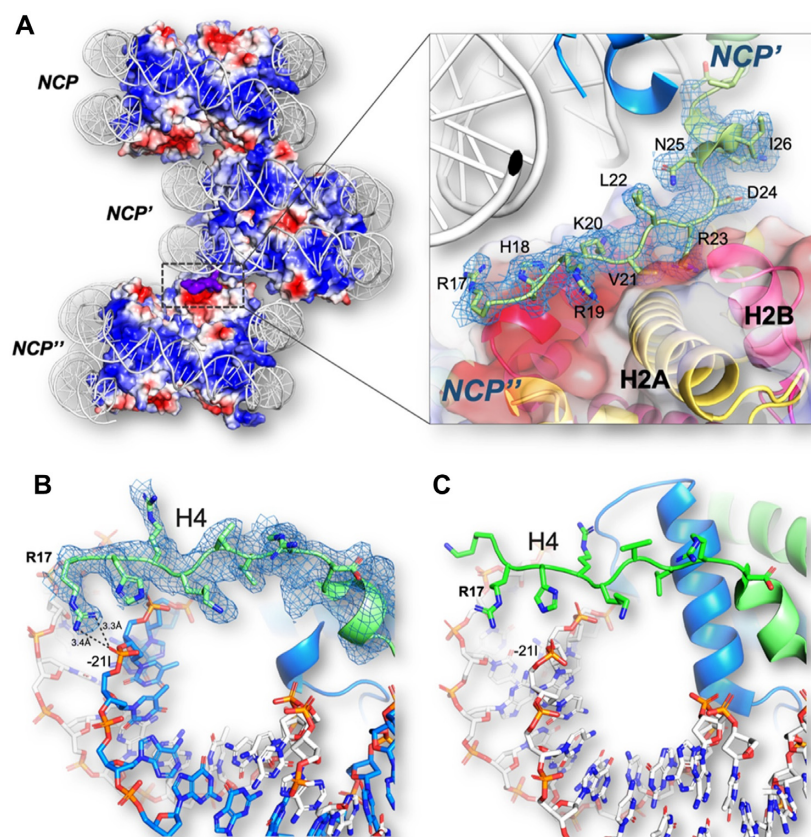 A
NCP
NCP'
NCP''
NCP'
N25
I26
L22
D24
K20
H18
R23
R17
V21
R19
H2B
H2A
NCP''
B
H4
R17
3.3Å
3.4Å
-21I
C
H4
R17
-21I